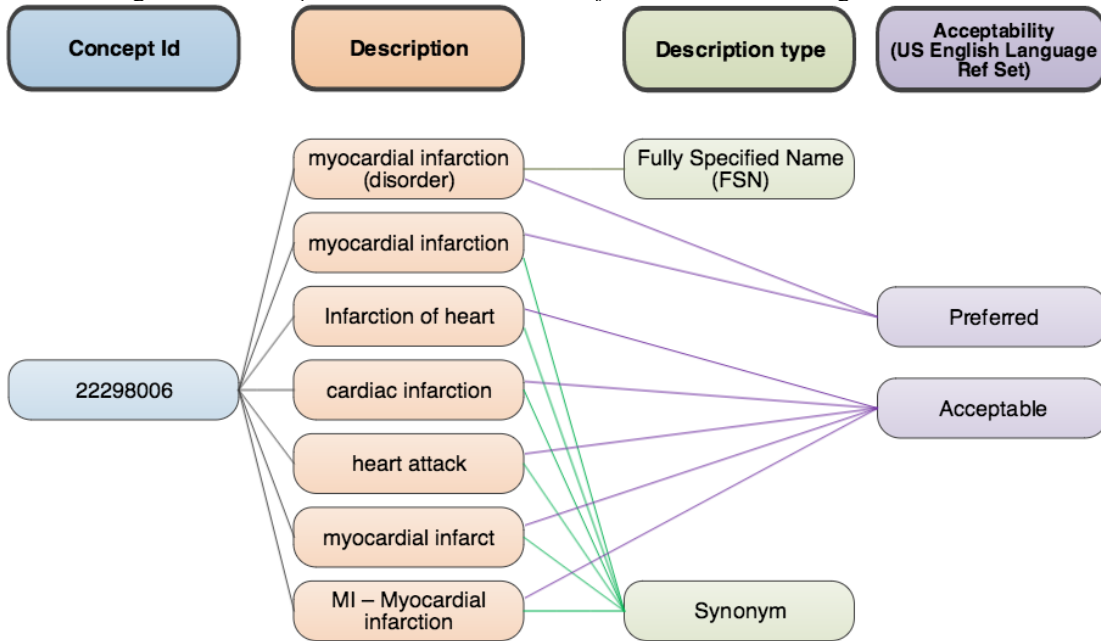 Concept Id
Description
Description type
Acceptability
(US English Language
Ref Set)
myocardial infarction
(disorder)
Fully Specified Name
(FSN)
myocardial infarction
Infarction of heart
Preferred
22298006
cardiac infarction
Acceptable
heart attack
myocardial infarct
MI – Myocardial
infarction
Synonym